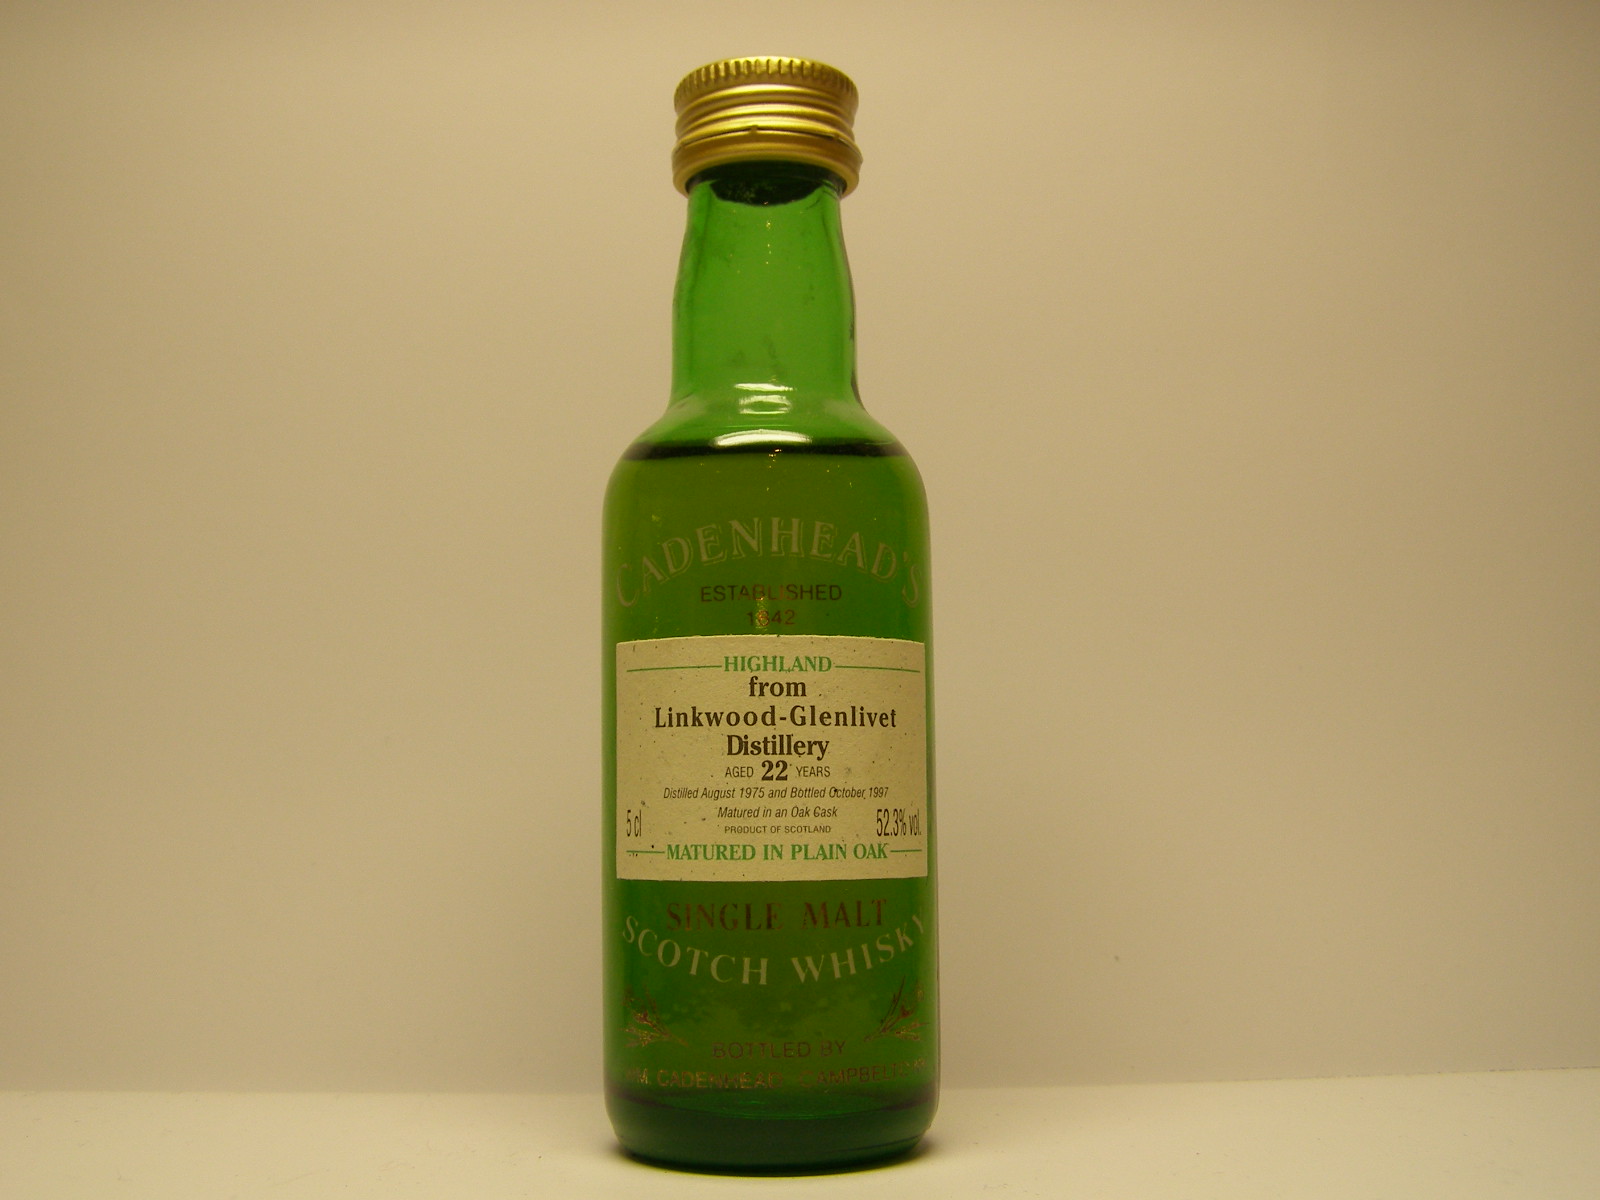 CADENHEAD'S
ESTABLISHED
1842
HIGHLAND
from
Linkwood-Glenlivet
Distillery
AGED 22 YEARS
Distilled August 1975 and Bottled October 1997
Matured in an Oak Cask
5 cl PRODUCT OF SCOTLAND 52.3% vol.
MATURED IN PLAIN OAK
SINGLE MALT
SCOTCH WHISKY
BOTTLED BY
CADENHEAD